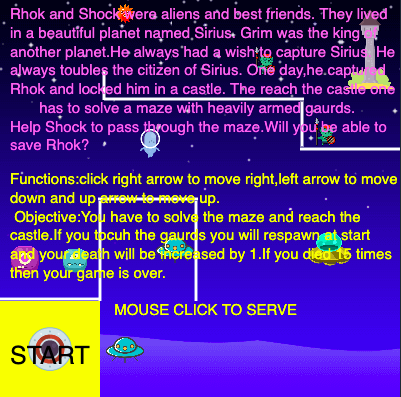 Rhok and Shock were aliens and best friends. They lived
in a beautiful planet named Sirius. Grim was the king of
another planet.He always had a wish to capture Sirius. He
always toubles the citizen of Sirius. One day,he.captured
Rhok and locked him in a castle. The reach the castle one
has to solve a maze with heavily armed gaurds.
Help Shock to pass through the maze.Will you be able to
save Rhok?
Functions:click right arrow to move right,left arrow to move
down and up arrow to move up.
Objective:You have to solve the maze and reach the
castle.If you tocuh the gaurds you will respawn at start
and your death will be increased by 1.If you died 15 times
then your game is over.
MOUSE CLICK TO SERVE
START